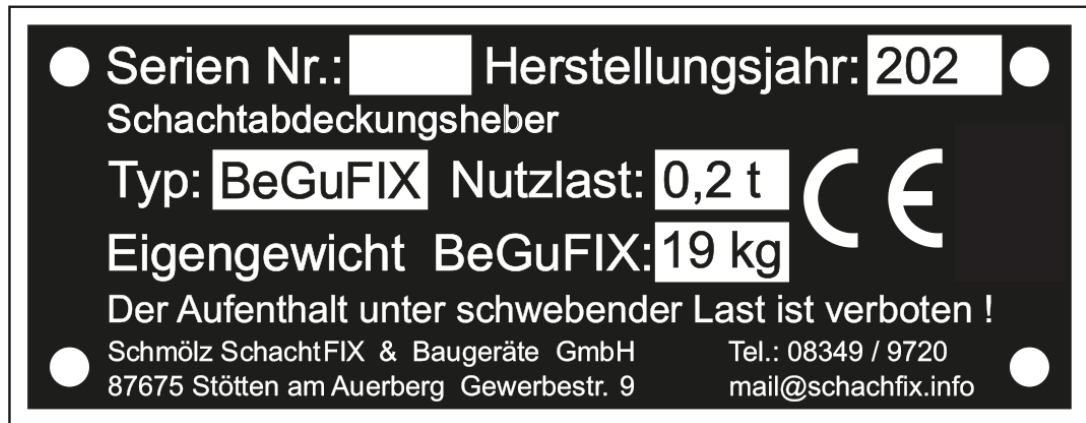 Serien Nr.: Herstellungsjahr: 202
Schachtabdeckungsheber
Typ: BeGuFIX Nutzlast: 0,2 t CE
Eigengewicht BeGuFIX: 19 kg
Der Aufenthalt unter schwebender Last ist verboten !
Schmölz SchachtFIX & Baugeräte GmbH Tel.: 08349 / 9720
87675 Stötten am Auerberg Gewerbestr. 9 mail@schachfix.info